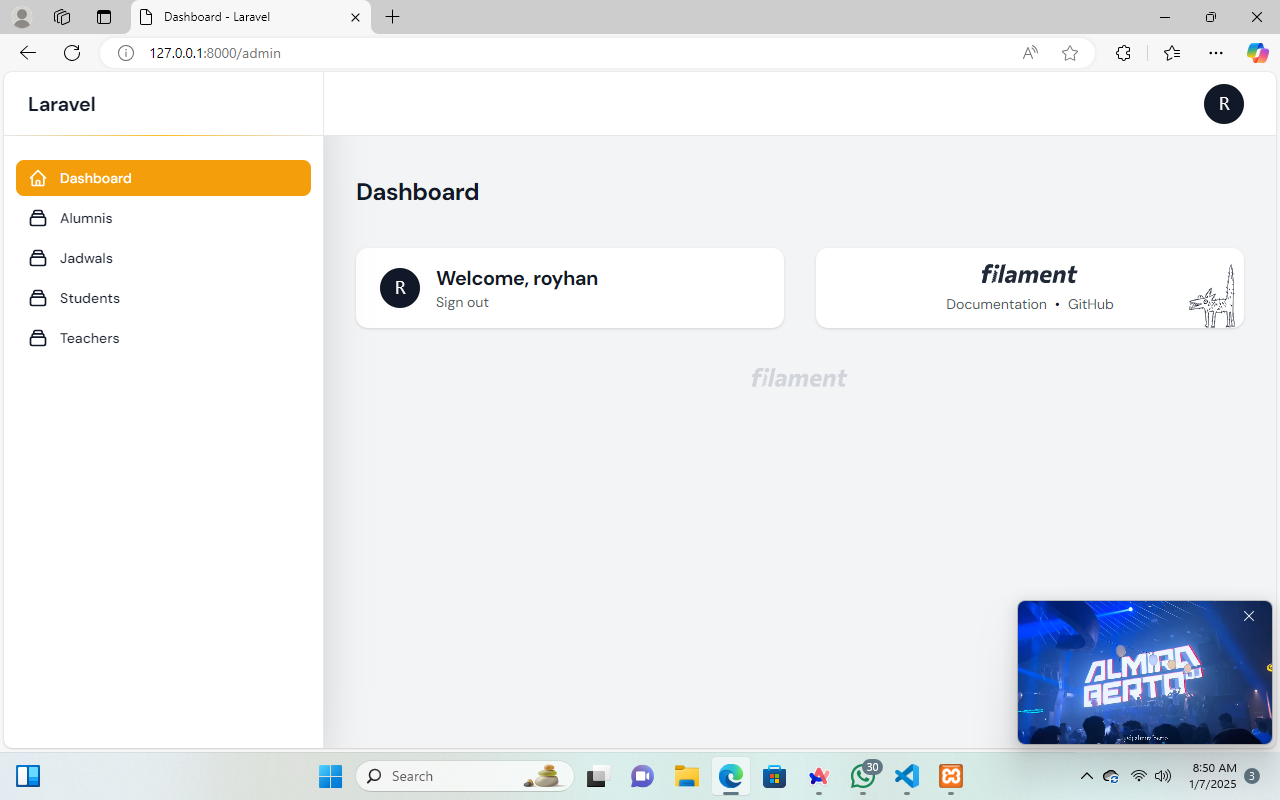 Dashboard - Laravel
127.0.0.1:8000/admin
Laravel
R
Dashboard
Alumnis
Jadwals
Students
Teachers
Dashboard
R
Welcome, royhan
Sign out
filament
Documentation • GitHub
filament
ALMIRA
BERTO
Search
30
8:50 AM
1/7/2025
3